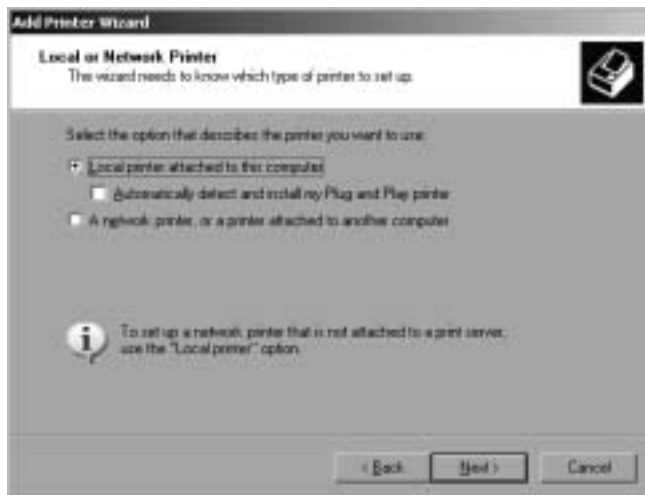 Add Printer Wizard
Local or Network Printer
The wizard needs to know which type of printer to set up.
Select the option that describes the printer you want to use:
Local printer attached to this computer
Automatically detect and install my Plug and Play printer
A network printer, or a printer attached to another computer
To set up a network printer that is not attached to a print server,
use the "Local printer" option.
< Back
Next >
Cancel